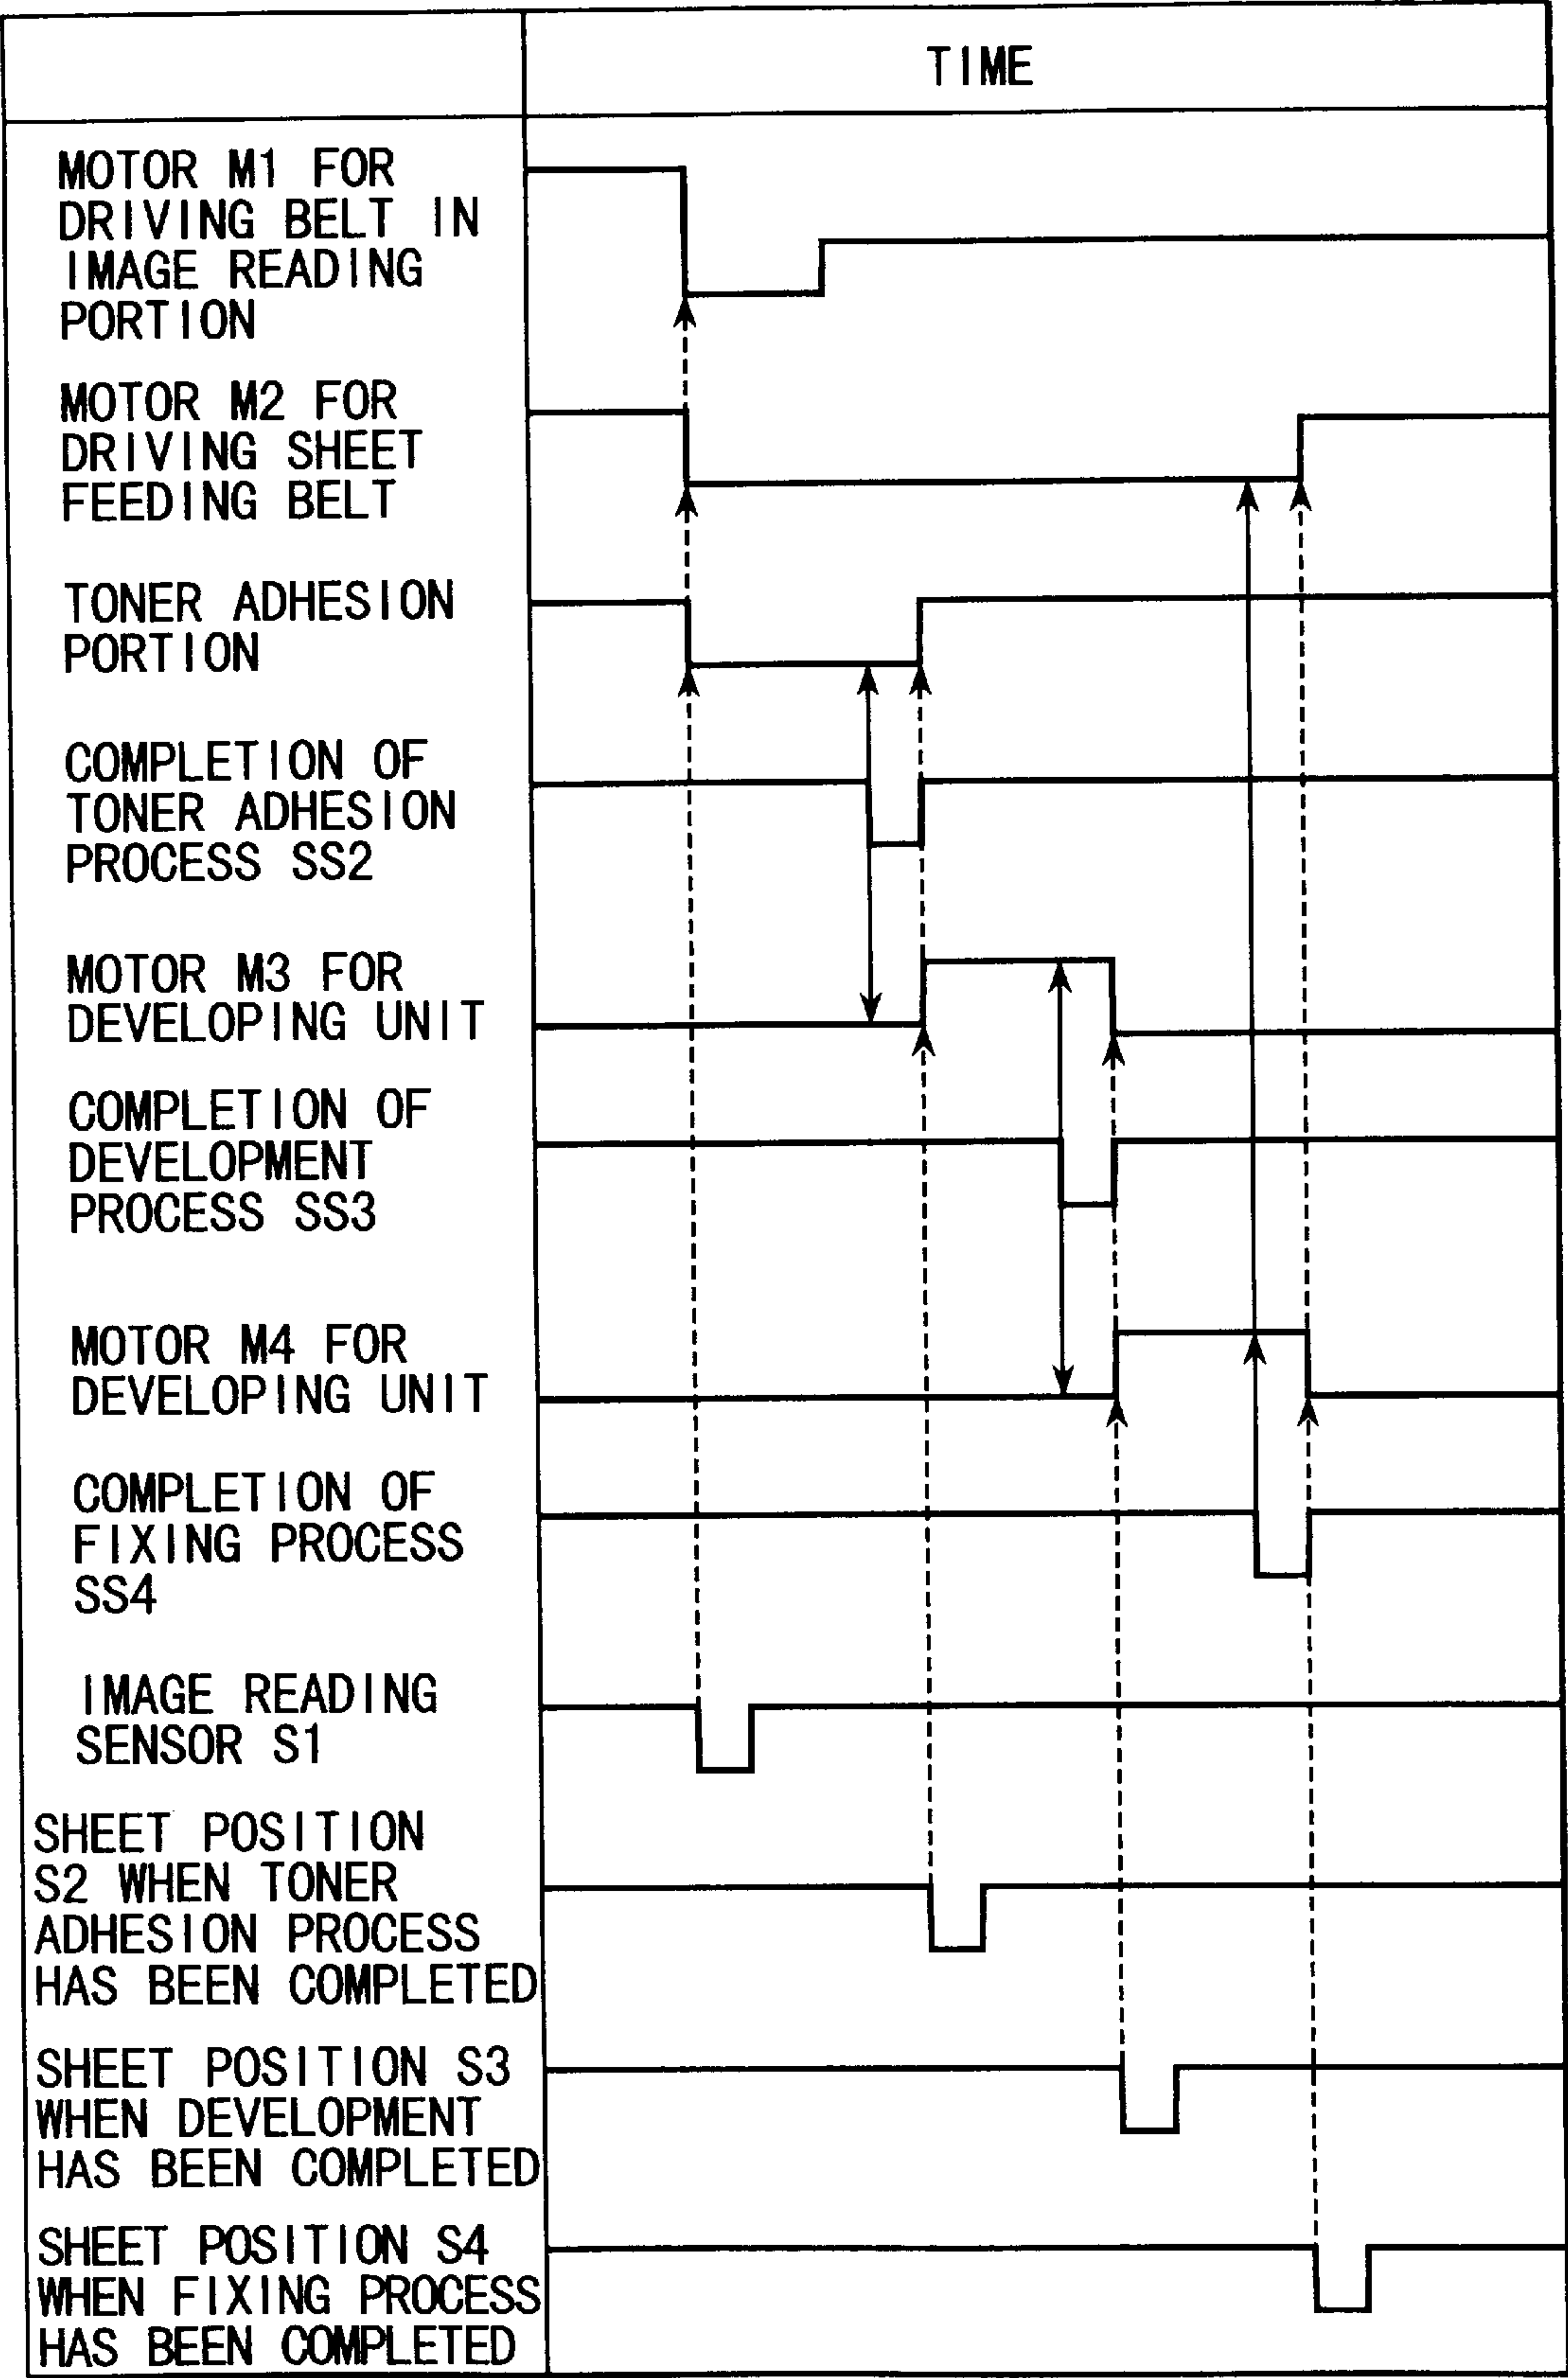 TIME
MOTOR M1 FOR
DRIVING BELT IN
IMAGE READING
PORTION
MOTOR M2 FOR
DRIVING SHEET
FEEDING BELT
TONER ADHESION
PORTION
COMPLETION OF
TONER ADHESION
PROCESS SS2
MOTOR M3 FOR
DEVELOPING UNIT
COMPLETION OF
DEVELOPMENT
PROCESS SS3
MOTOR M4 FOR
DEVELOPING UNIT
COMPLETION OF
FIXING PROCESS
SS4
IMAGE READING
SENSOR S1
SHEET POSITION
S2 WHEN TONER
ADHESION PROCESS
HAS BEEN COMPLETED
SHEET POSITION S3
WHEN DEVELOPMENT
HAS BEEN COMPLETED
SHEET POSITION S4
WHEN FIXING PROCESS
HAS BEEN COMPLETED